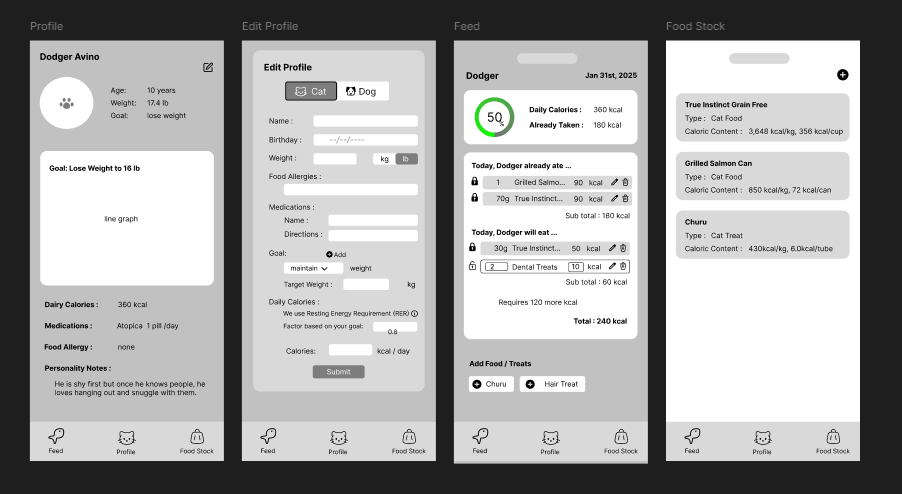 Profile
Dodger Avino
Age: 10 years
Weight: 17.4 lb
Goal: lose weight
Goal: Lose Weight to 16 lb
line graph
Dairy Calories : 360 kcal
Medications : Atopica 1 pill /day
Food Allergy : none
Personality Notes :
He is shy first but once he knows people, he
loves hanging out and snuggle with them.
Feed Profile Food Stock
Edit Profile
Edit Profile
Cat Dog
Name :
Birthday : --/--/----
Weight : kg lb
Food Allergies :
Medications :
Name :
Directions :
Goal: Add
maintain weight
Target Weight : kg
Daily Calories :
We use Resting Energy Requirement (RER)
Factor based on your goal: 0.8
Calories: kcal / day
Submit
Feed Profile Food Stock
Feed
Dodger Jan 31st, 2025
50%
Daily Calories : 360 kcal
Already Taken : 180 kcal
Today, Dodger already ate ...
1 Grilled Salmo... 90 kcal
70g True Instinct... 90 kcal
Sub total : 180 kcal
Today, Dodger will eat ...
30g True Instinct... 50 kcal
2 Dental Treats 10 kcal
Sub total : 60 kcal
Requires 120 more kcal
Total : 240 kcal
Add Food / Treats
Churu Hair Treat
Feed Profile Food Stock
Food Stock
True Instinct Grain Free
Type : Cat Food
Caloric Content : 3,648 kcal/kg, 356 kcal/cup
Grilled Salmon Can
Type : Cat Food
Caloric Content : 850 kcal/kg, 72 kcal/can
Churu
Type : Cat Treat
Caloric Content : 430kcal/kg, 6.0kcal/tube
Feed Profile Food Stock